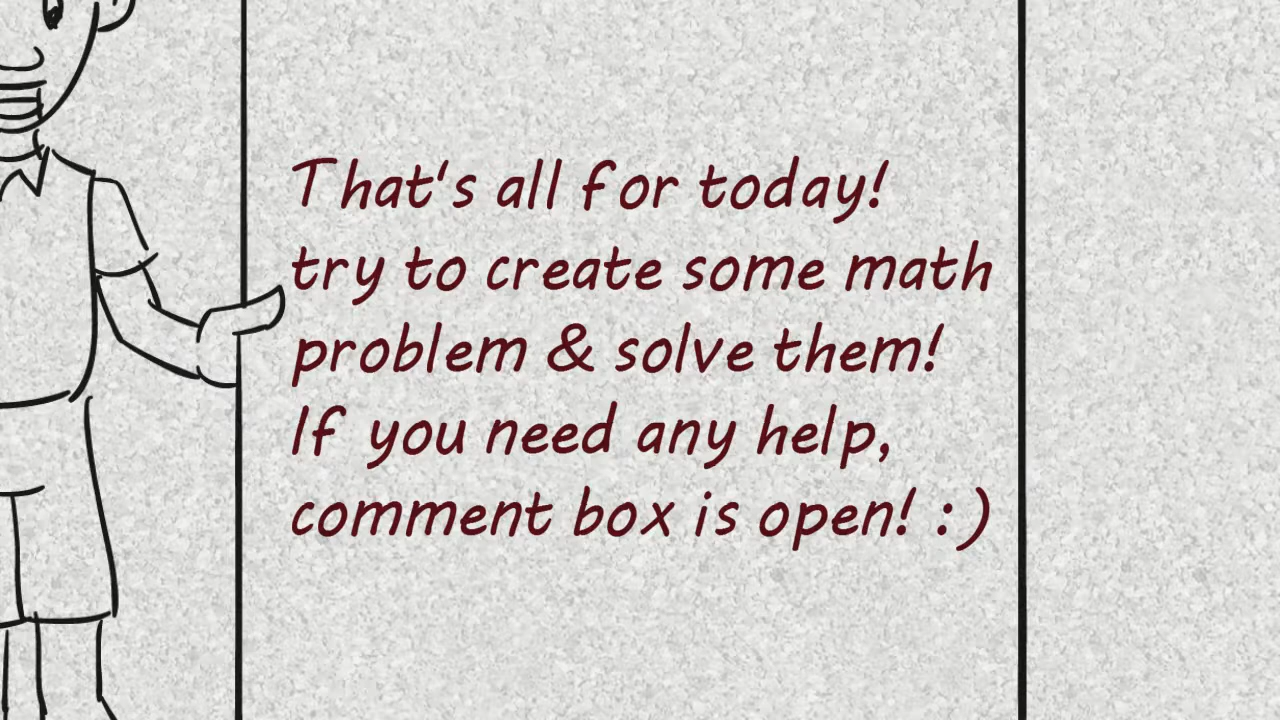 That's all for today!
try to create some math
problem & solve them!
If you need any help,
comment box is open! :)